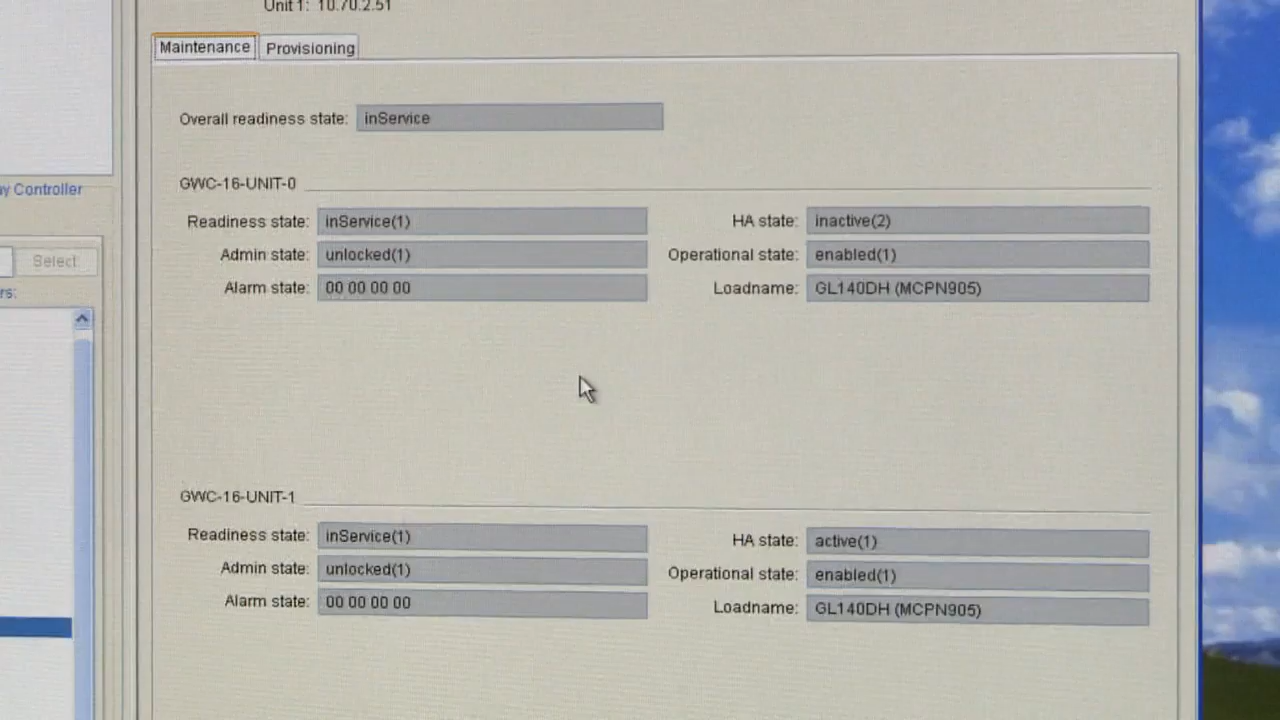 Unit 1: 10.70.2.51
Maintenance Provisioning
Overall readiness state: inService
GWC-16-UNIT-0
Readiness state: inService(1) HA state: inactive(2)
Admin state: unlocked(1) Operational state: enabled(1)
Alarm state: 00 00 00 00 Loadname: GL140DH (MCPN905)
GWC-16-UNIT-1
Readiness state: inService(1) HA state: active(1)
Admin state: unlocked(1) Operational state: enabled(1)
Alarm state: 00 00 00 00 Loadname: GL140DH (MCPN905)
Controller
Select